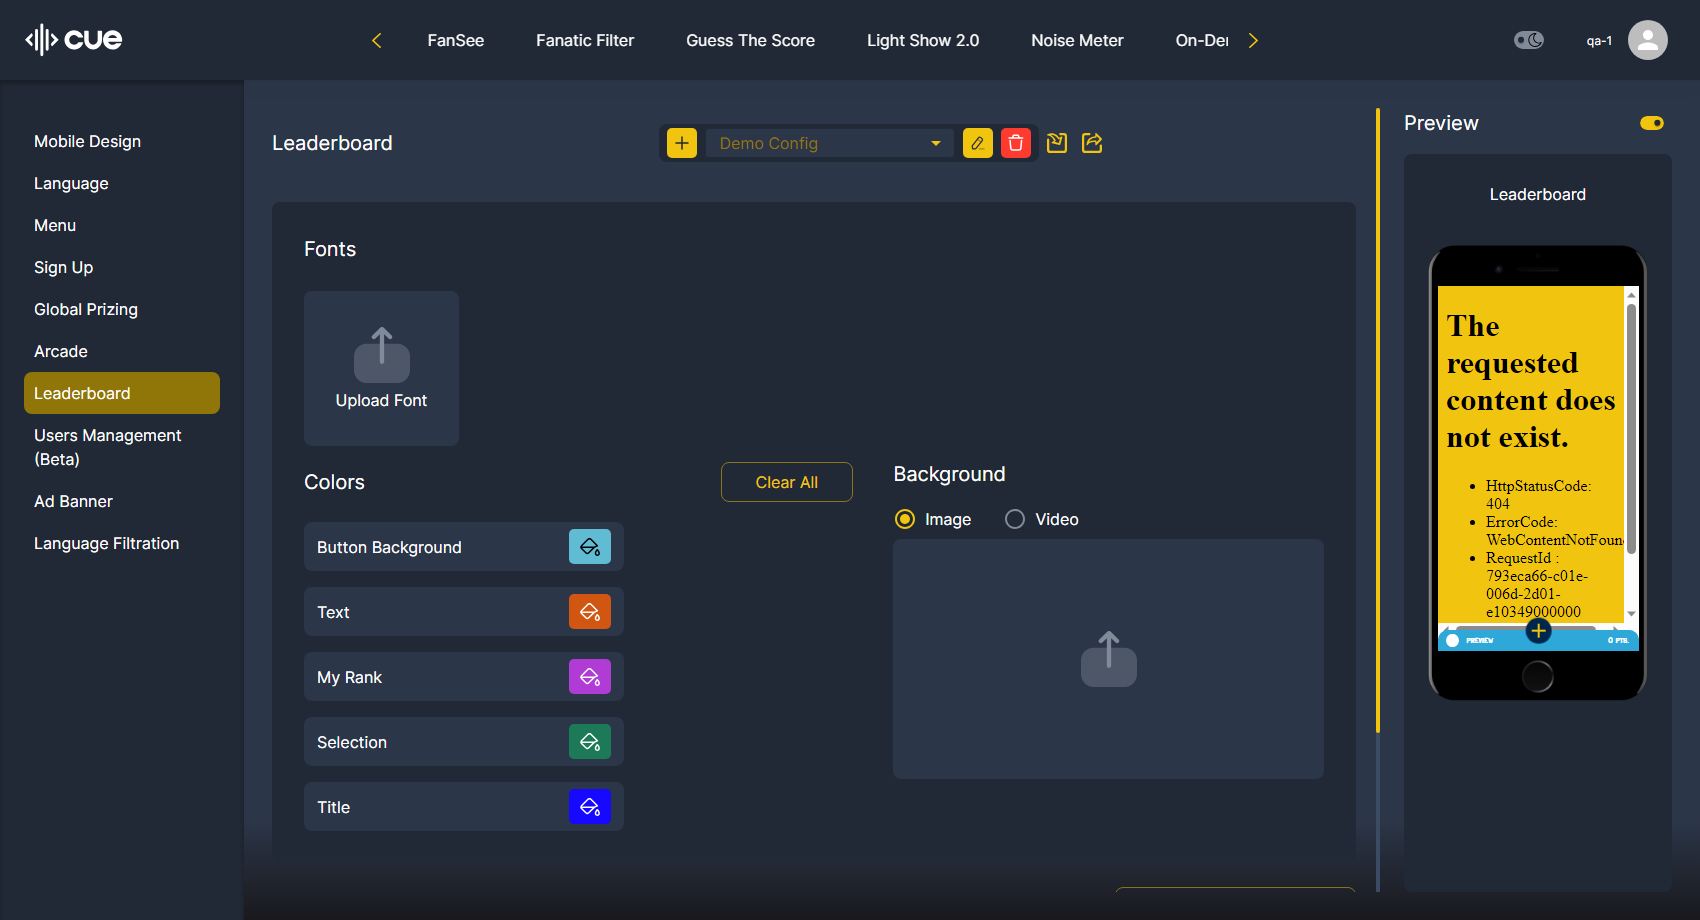 cue
FanSee
Fanatic Filter
Guess The Score
Light Show 2.0
Noise Meter
On-De
qa-1
Mobile Design
Language
Menu
Sign Up
Global Prizing
Arcade
Leaderboard
Users Management
(Beta)
Ad Banner
Language Filtration
Leaderboard
Demo Config
Fonts
Upload Font
Colors
Clear All
Button Background
Text
My Rank
Selection
Title
Background
Image
Video
Preview
Leaderboard
The
requested
content does
not exist.
HttpStatusCode:
404
ErrorCode:
WebContentNotFoun
RequestId :
793eca66-c01e-
006d-2d01-
e10349000000
PREVIEW
0 PTS.